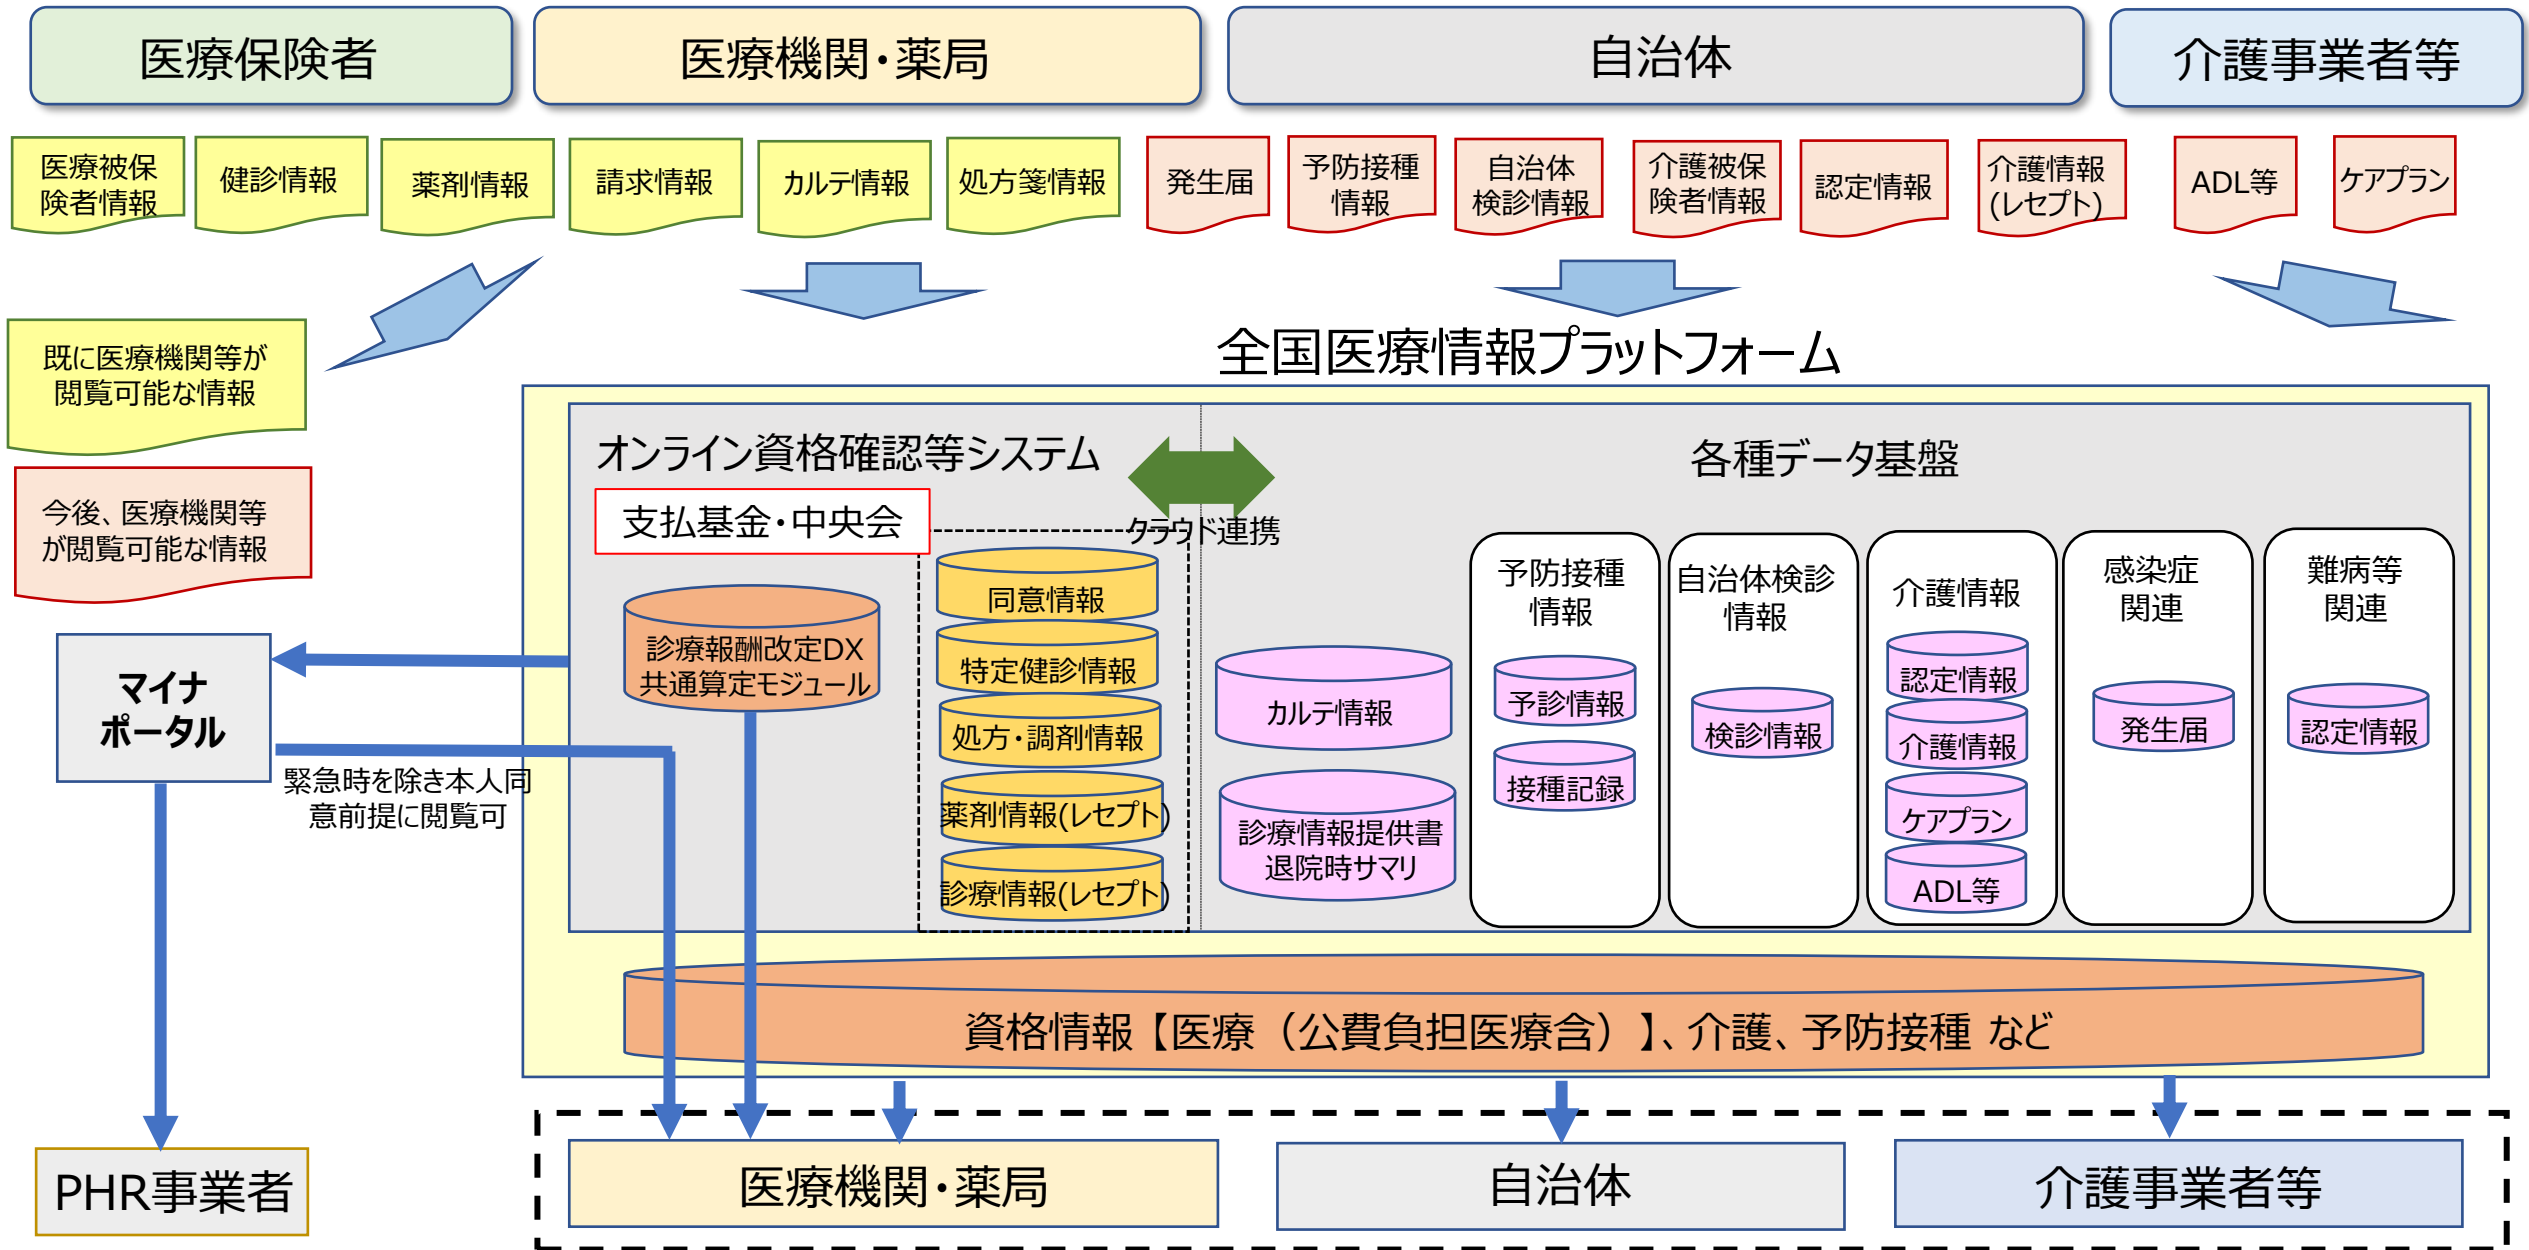 医療保険者
医療機関・薬局
自治体
介護事業者等
医療被保
険者情報
健診情報
薬剤情報
請求情報
カルテ情報
処方箋情報
発生届
予防接種
情報
自治体
検診情報
介護被保
険者情報
認定情報
介護情報
(レセプト)
ADL等
ケアプラン
既に医療機関等が
閲覧可能な情報
今後、医療機関等
が閲覧可能な情報
全国医療情報プラットフォーム
オンライン資格確認等システム
各種データ基盤
支払基金・中央会
クラウド連携
診療報酬改定DX
共通算定モジュール
同意情報
特定健診情報
処方・調剤情報
薬剤情報(レセプト)
診療情報(レセプト)
カルテ情報
診療情報提供書
退院時サマリ
予防接種
情報
予診情報
接種記録
自治体検診
情報
検診情報
介護情報
認定情報
介護情報
ケアプラン
ADL等
感染症
関連
発生届
難病等
関連
認定情報
マイナ
ポータル
緊急時を除き本人同
意前提に閲覧可
資格情報【医療（公費負担医療含）】、介護、予防接種 など
PHR事業者
医療機関・薬局
自治体
介護事業者等